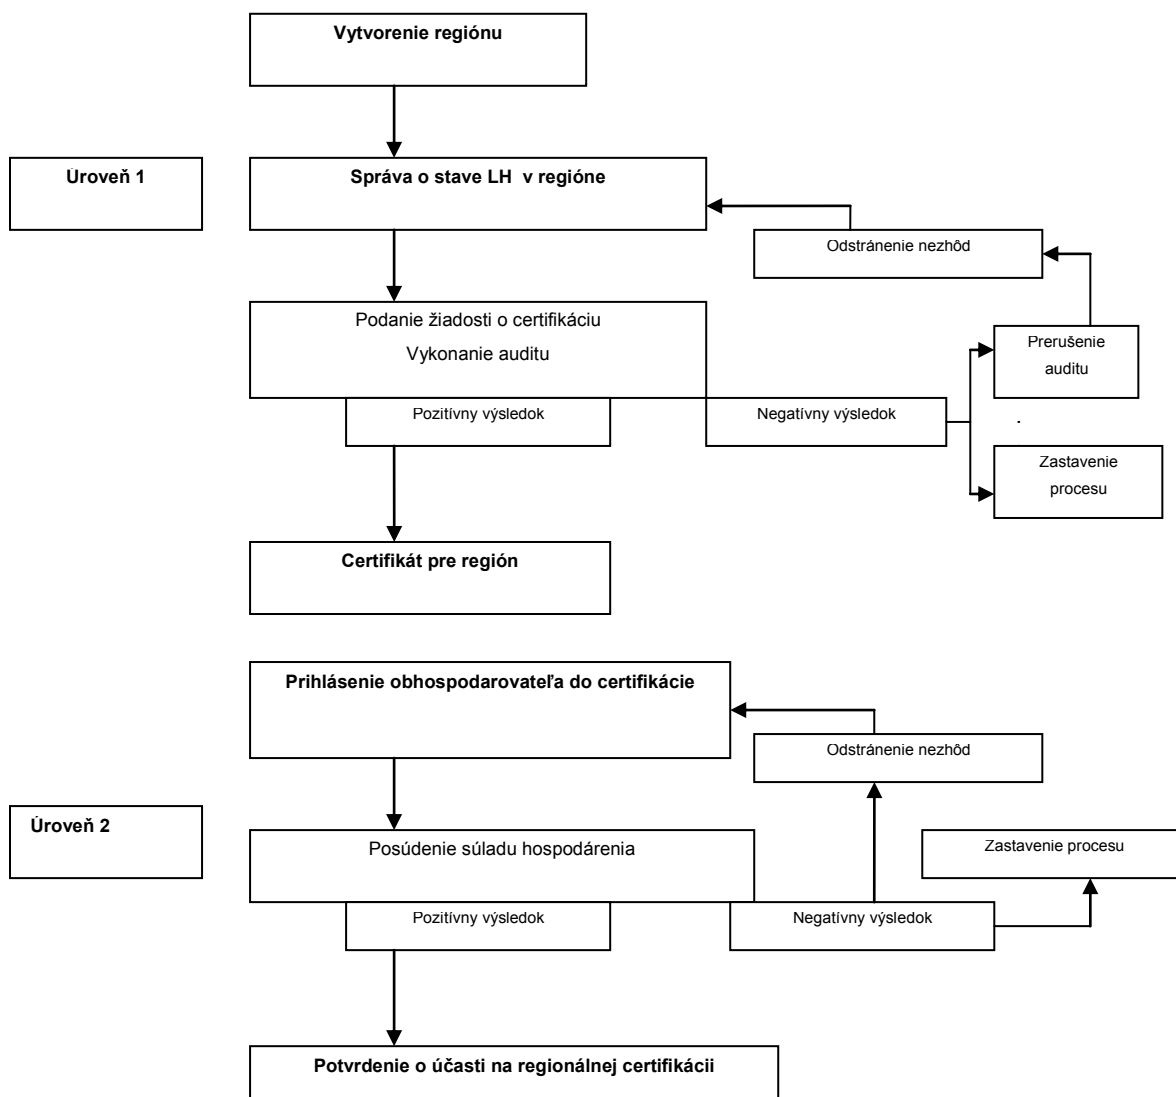 Vytvorenie regiónu
Úroveň 1
Správa o stave LH v regióne
Odstránenie nezhôd
Podanie žiadosti o certifikáciu
Vykonanie auditu
Prerušenie
auditu
Pozitívny výsledok
Negatívny výsledok
.
Zastavenie
procesu
Certifikát pre región
Prihlásenie obhospodarovateľa do certifikácie
Odstránenie nezhôd
Úroveň 2
Posúdenie súladu hospodárenia
Zastavenie procesu
Pozitívny výsledok
Negatívny výsledok
Potvrdenie o účasti na regionálnej certifikácii